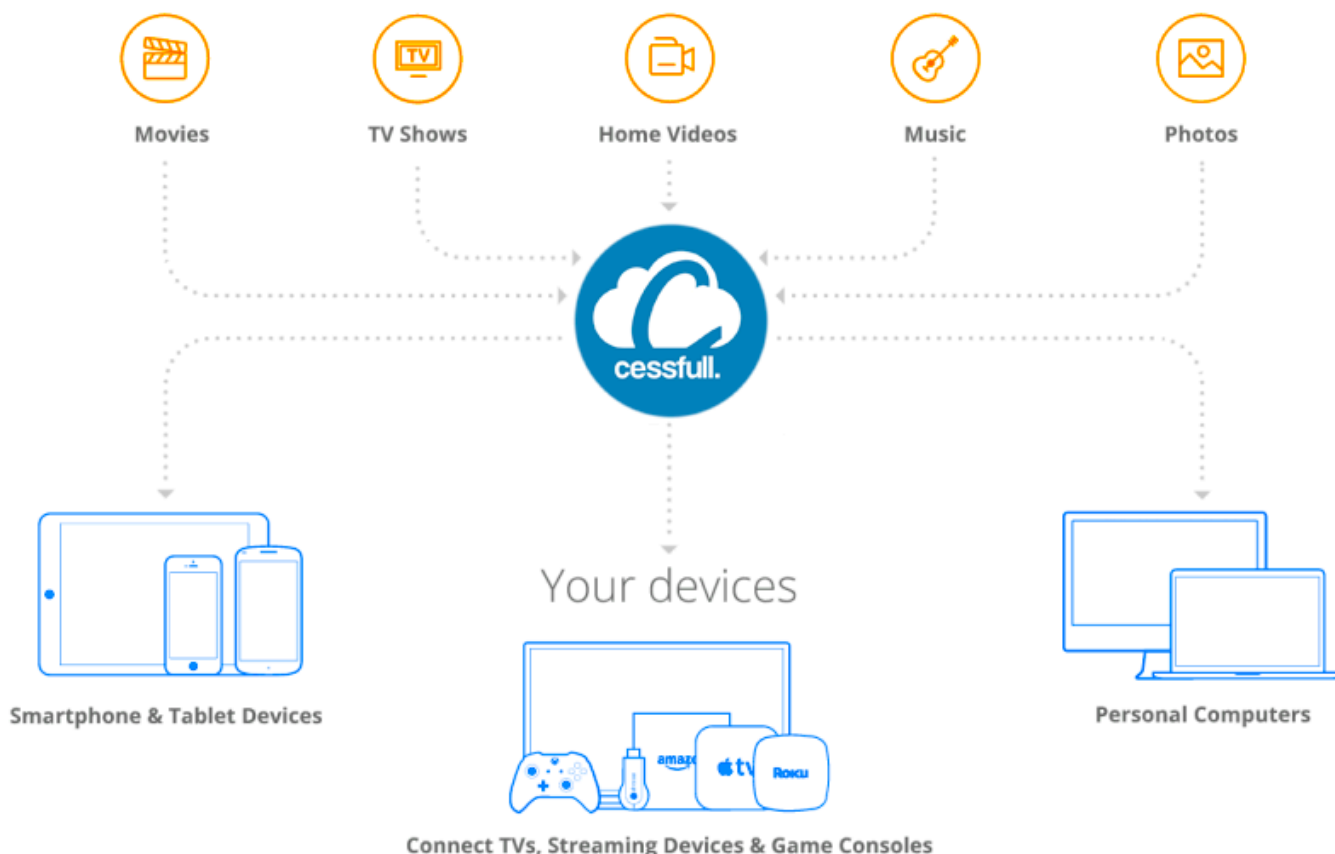 TV
Movies
TV Shows
Home Videos
Music
Photos
cessfull.
Your devices
Smartphone & Tablet Devices
Personal Computers
amazo
tv
ROKU
Connect TVs, Streaming Devices & Game Consoles